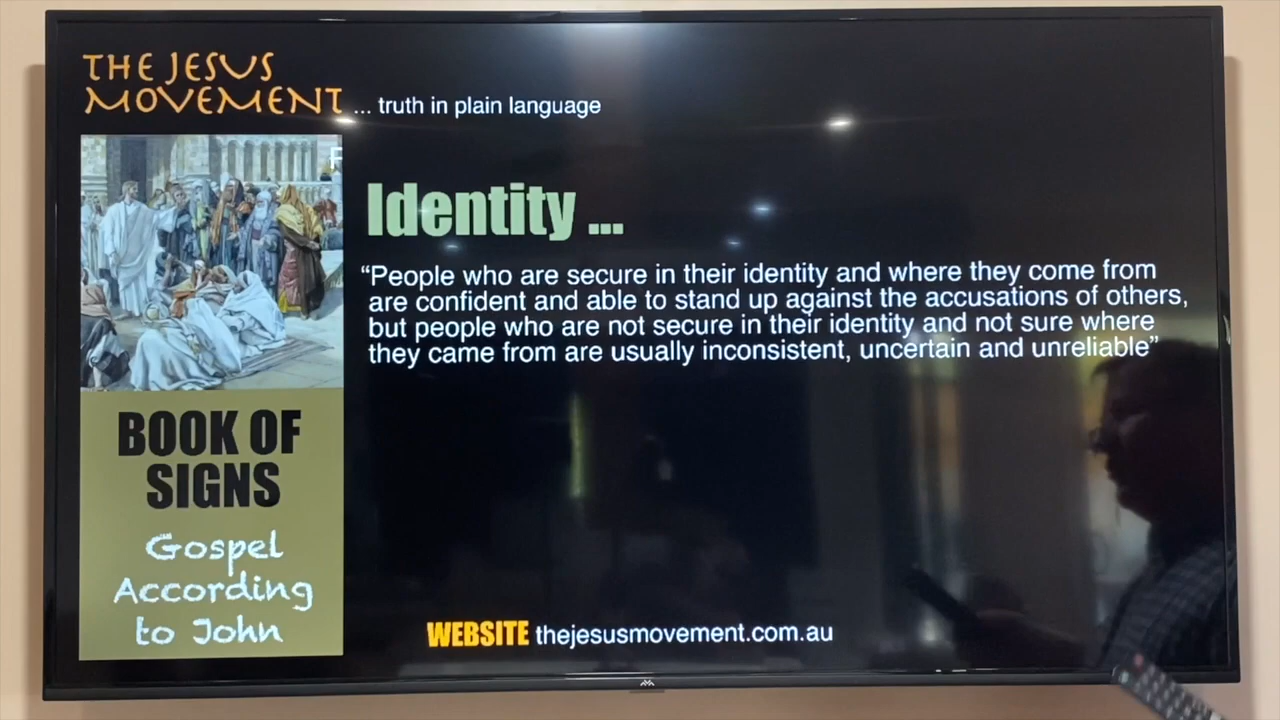 THE JESUS
MOVEMENT ... truth in plain language
Identity ...
“People who are secure in their identity and where they come from
are confident and able to stand up against the accusations of others,
but people who are not secure in their identity and not sure where
they came from are usually inconsistent, uncertain and unreliable”
BOOK OF
SIGNS
Gospel
According
to John
WEBSITE thejesusmovement.com.au